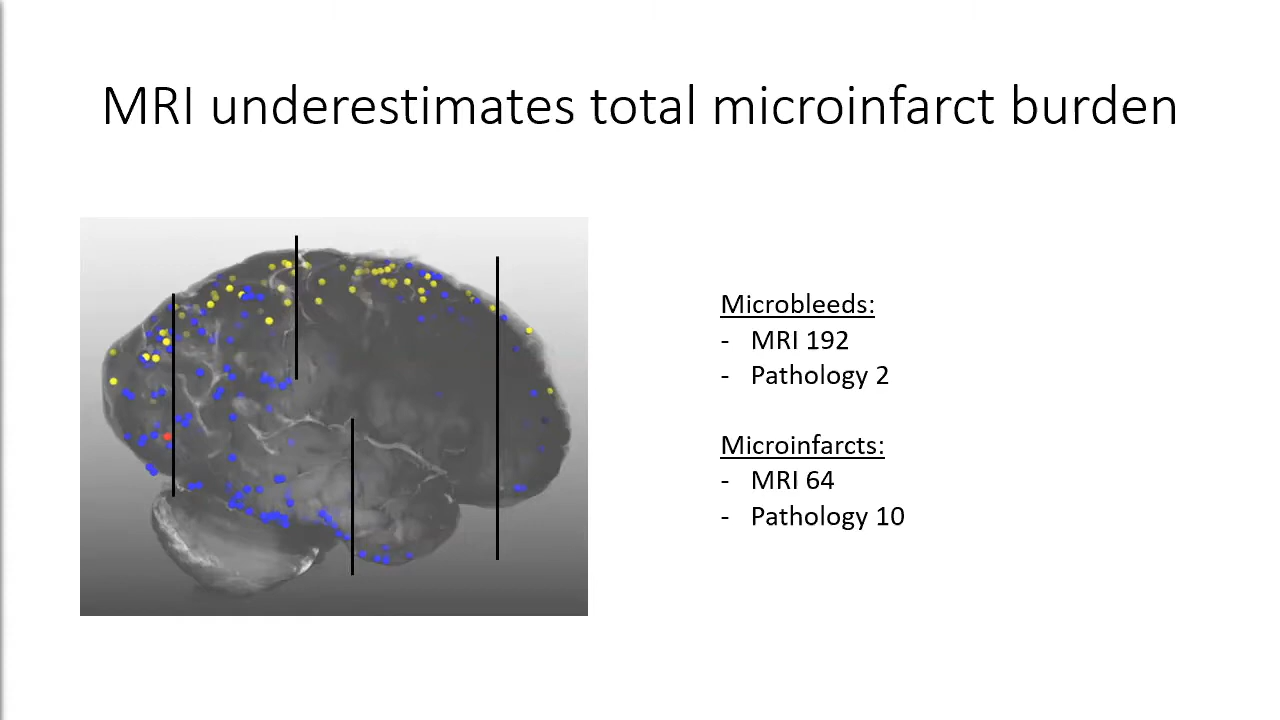 MRI underestimates total microinfarct burden
Microbleeds:
- MRI 192
- Pathology 2
Microinfarcts:
- MRI 64
- Pathology 10